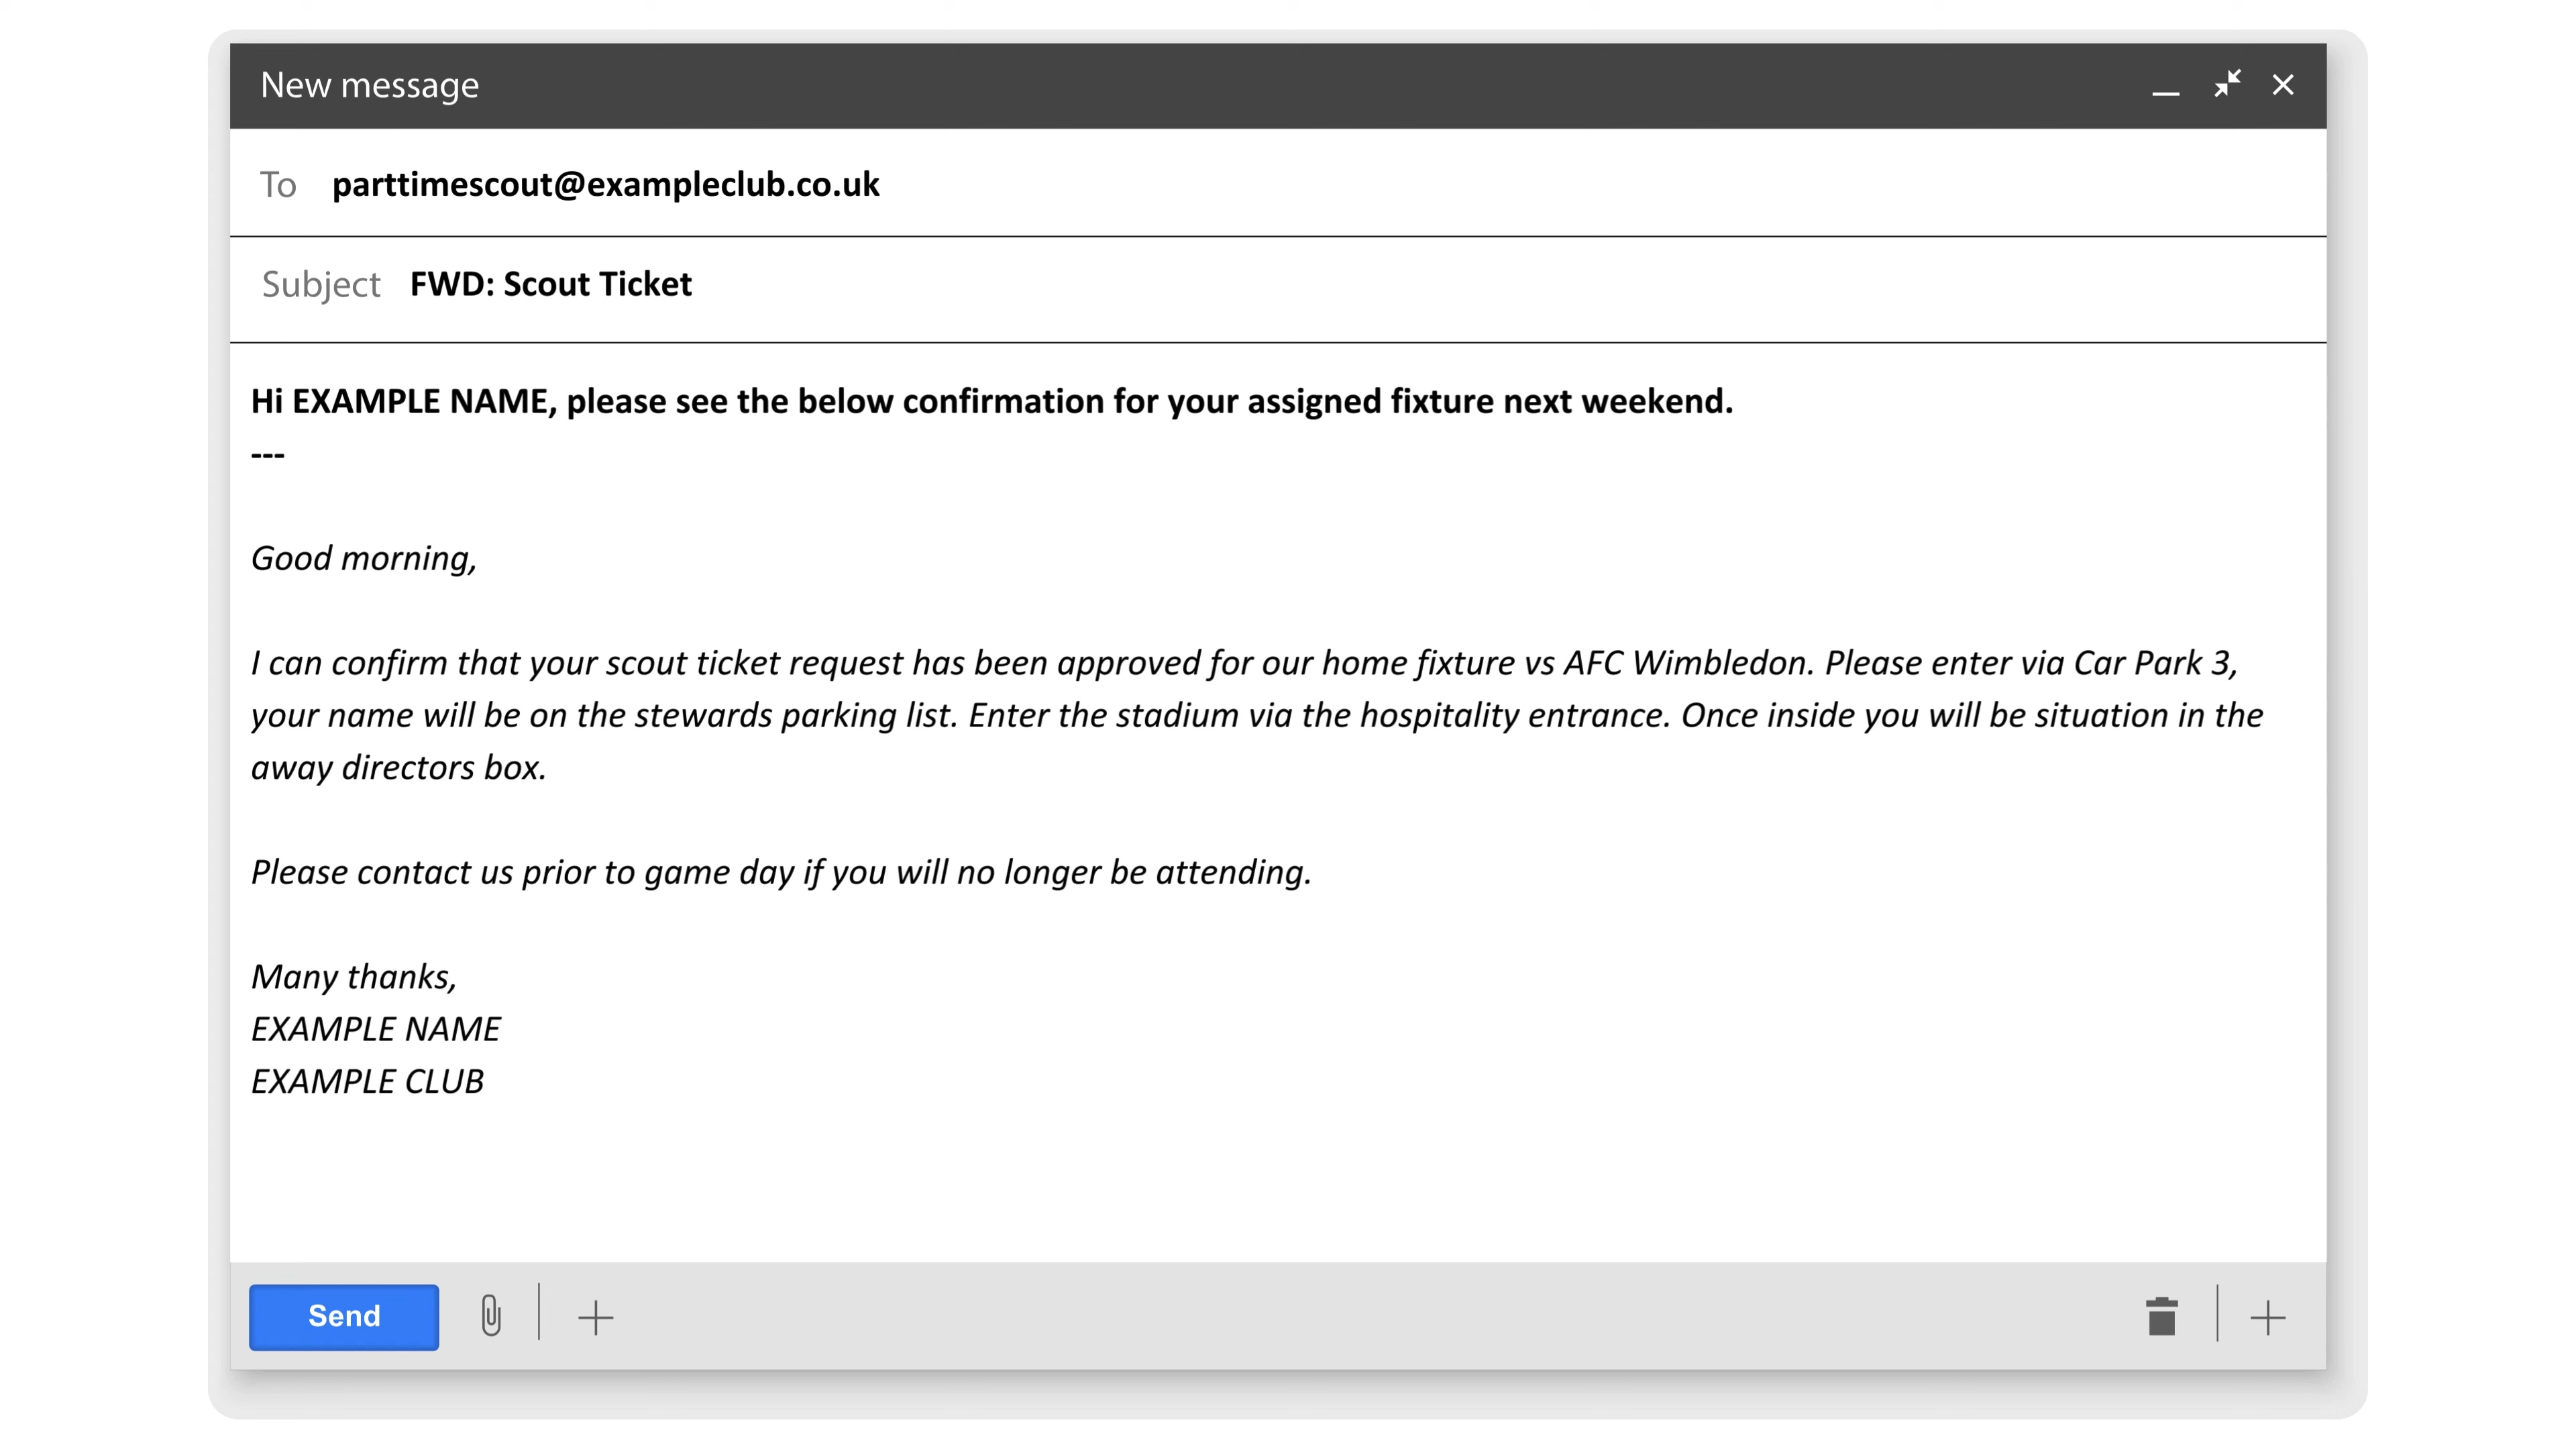 New message
To parttimescout@exampleclub.co.uk
Subject FWD: Scout Ticket
Hi EXAMPLE NAME, please see the below confirmation for your assigned fixture next weekend.
---
Good morning,
I can confirm that your scout ticket request has been approved for our home fixture vs AFC Wimbledon. Please enter via Car Park 3,
your name will be on the stewards parking list. Enter the stadium via the hospitality entrance. Once inside you will be situation in the
away directors box.
Please contact us prior to game day if you will no longer be attending.
Many thanks,
EXAMPLE NAME
EXAMPLE CLUB
Send